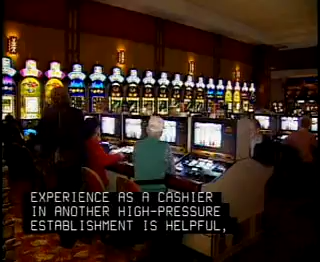 EXPERIENCE AS A CASHIER
IN ANOTHER HIGH-PRESSURE
ESTABLISHMENT IS HELPFUL,